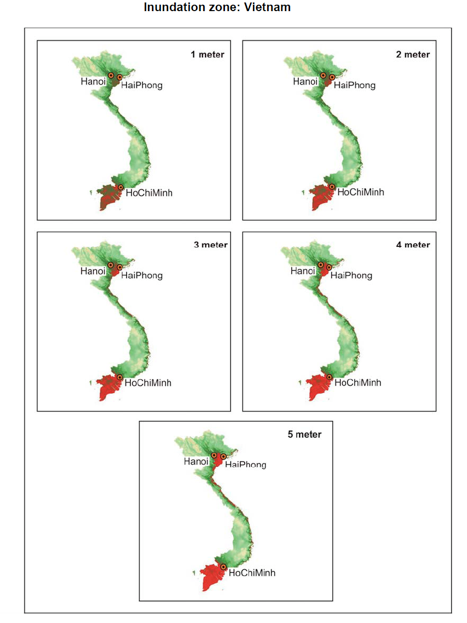 Inundation zone: Vietnam
1 meter
Hanoi
HaiPhong
HoChiMinh
2 meter
Hanoi
HaiPhong
HoChiMinh
3 meter
Hanoi
HaiPhong
HoChiMinh
4 meter
Hanoi
HaiPhong
HoChiMinh
5 meter
Hanoi
HaiPhong
HoChiMinh